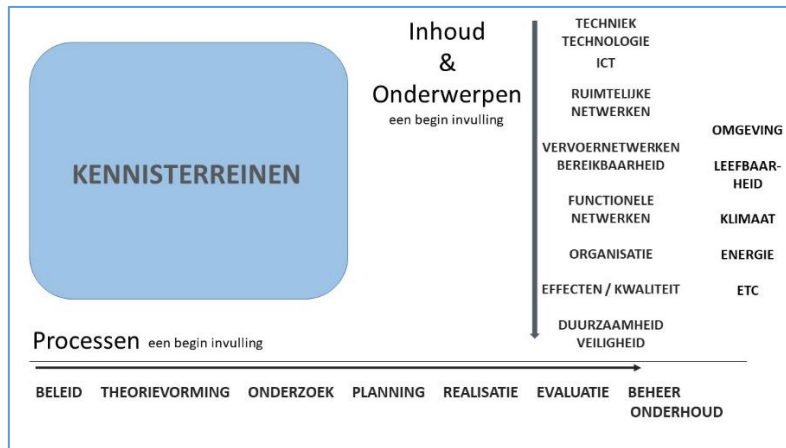 KENNISTERREINEN
Inhoud
&
Onderwerpen
een begin invulling
TECHNIEK
TECHNOLOGIE
ICT
RUIMTELIJKE
NETWERKEN
VERVOERNETWERKEN
BEREIKBAARHEID
FUNCTIONELE
NETWERKEN
ORGANISATIE
EFFECTEN / KWALITEIT
DUURZAAMHEID
VEILIGHEID
OMGEVING
LEEFBAAR-
HEID
KLIMAAT
ENERGIE
ETC
Processen een begin invulling
BELEID THEORIEVORMING ONDERZOEK PLANNING REALISATIE EVALUATIE BEHEER
ONDERHOUD